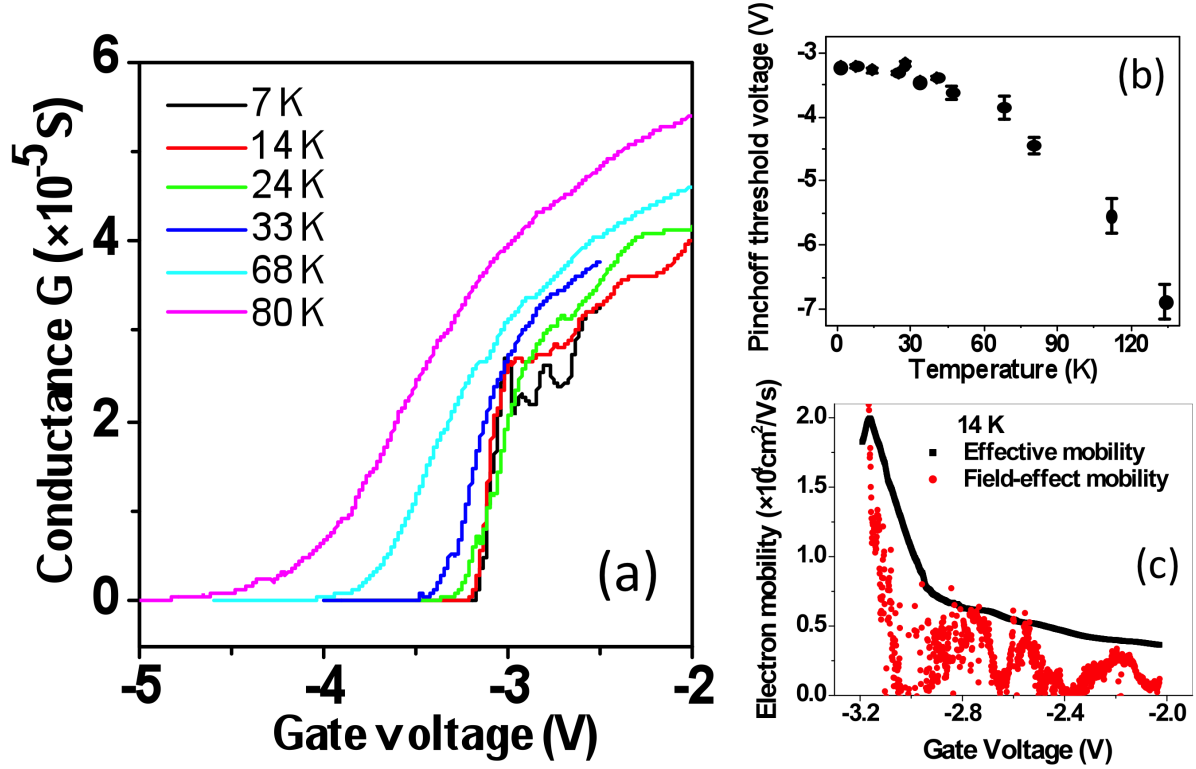 6
4
2
0
-5
-4
-3
-2
Conductance G (×10⁻⁵S)
Gate voltage (V)
7 K
14 K
24 K
33 K
68 K
80 K
(a)
Pinchoff threshold voltage (V)
-3
-4
-5
-6
-7
0
30
60
90
120
Temperature (K)
(b)
Electron mobility (×10⁴cm²/Vs)
2.0
1.5
1.0
0.5
0.0
14 K
Effective mobility
Field-effect mobility
(c)
-3.2
-2.8
-2.4
-2.0
Gate Voltage (V)